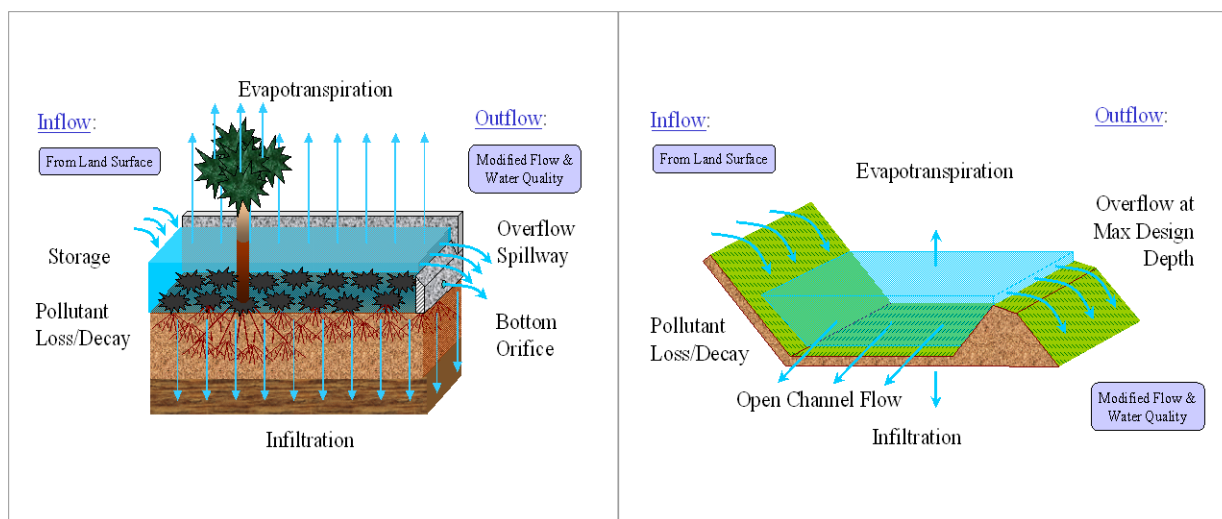 Evapotranspiration
Inflow:
From Land Surface
Outflow:
Modified Flow &
Water Quality
Storage
Overflow
Spillway
Pollutant
Loss/Decay
Bottom
Orifice
Infiltration
Inflow:
From Land Surface
Outflow:
Evapotranspiration
Overflow at
Max Design
Depth
Pollutant
Loss/Decay
Open Channel Flow
Modified Flow &
Water Quality
Infiltration